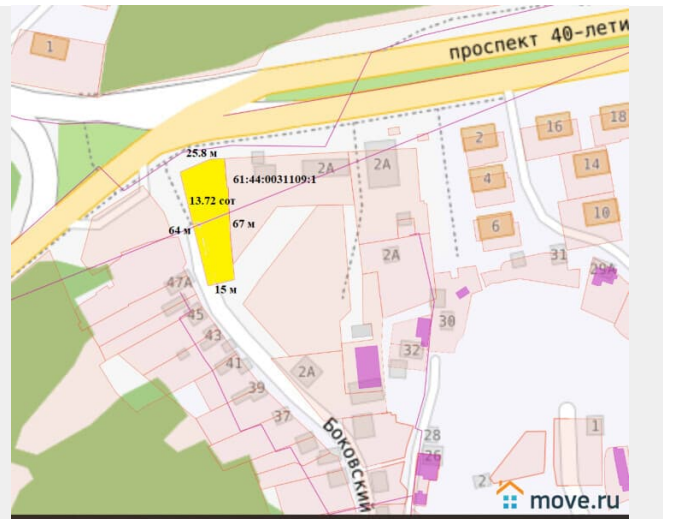 1
проспект 40-лети
25.8 м
2А
2А
2
16
18
61:44:0031109:1
4
14
13.72 сот
64 м
67 м
6
10
2А
31
29А
47А
15 м
45
30
43
32
41
2А
39
37
Боковский
28
26
1
2
move.ru